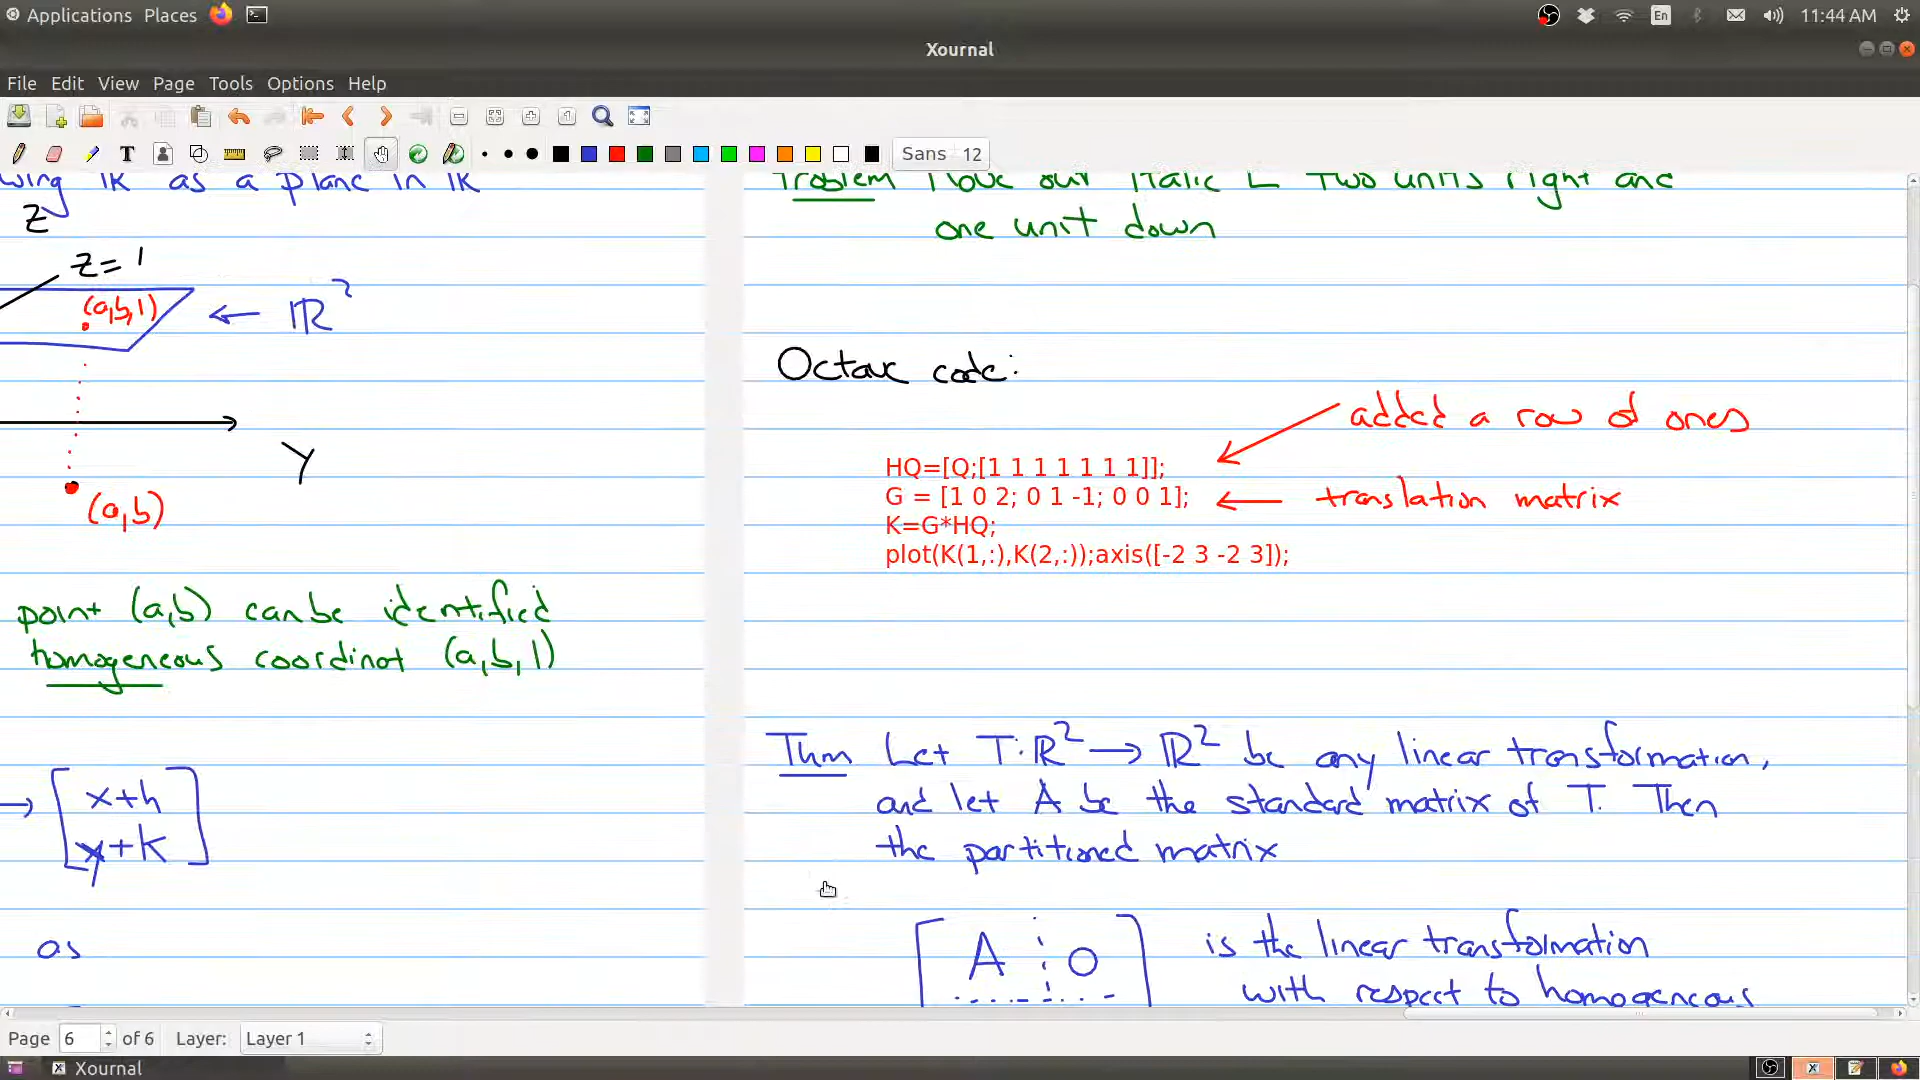 Applications Places En 11:44 AM
Xournal
File Edit View Page Tools Options Help
T Sans 12
wing IR as a plane in IR
Z
Z=1
(a,b,1)
← ℝ²
Y
(a,b)
point (a,b) can be identified
homogeneous coordinat (a,b,1)
→ [x+h
y+k]
as
Problem Move our Italic L two units right and
one unit down
Octave code:
added a row of ones
HQ=[Q;[1 1 1 1 1 1 1]];
G = [1 0 2; 0 1 -1; 0 0 1]; ← translation matrix
K=G*HQ;
plot(K(1,:),K(2,:));axis([-2 3 -2 3]);
Thm Let T:ℝ² → ℝ² be any linear transformation,
and let A be the standard matrix of T. Then
the partitioned matrix
[A 0] is the linear transformation
with respect to homogeneous
Page 6 of 6 Layer: Layer 1
Xournal